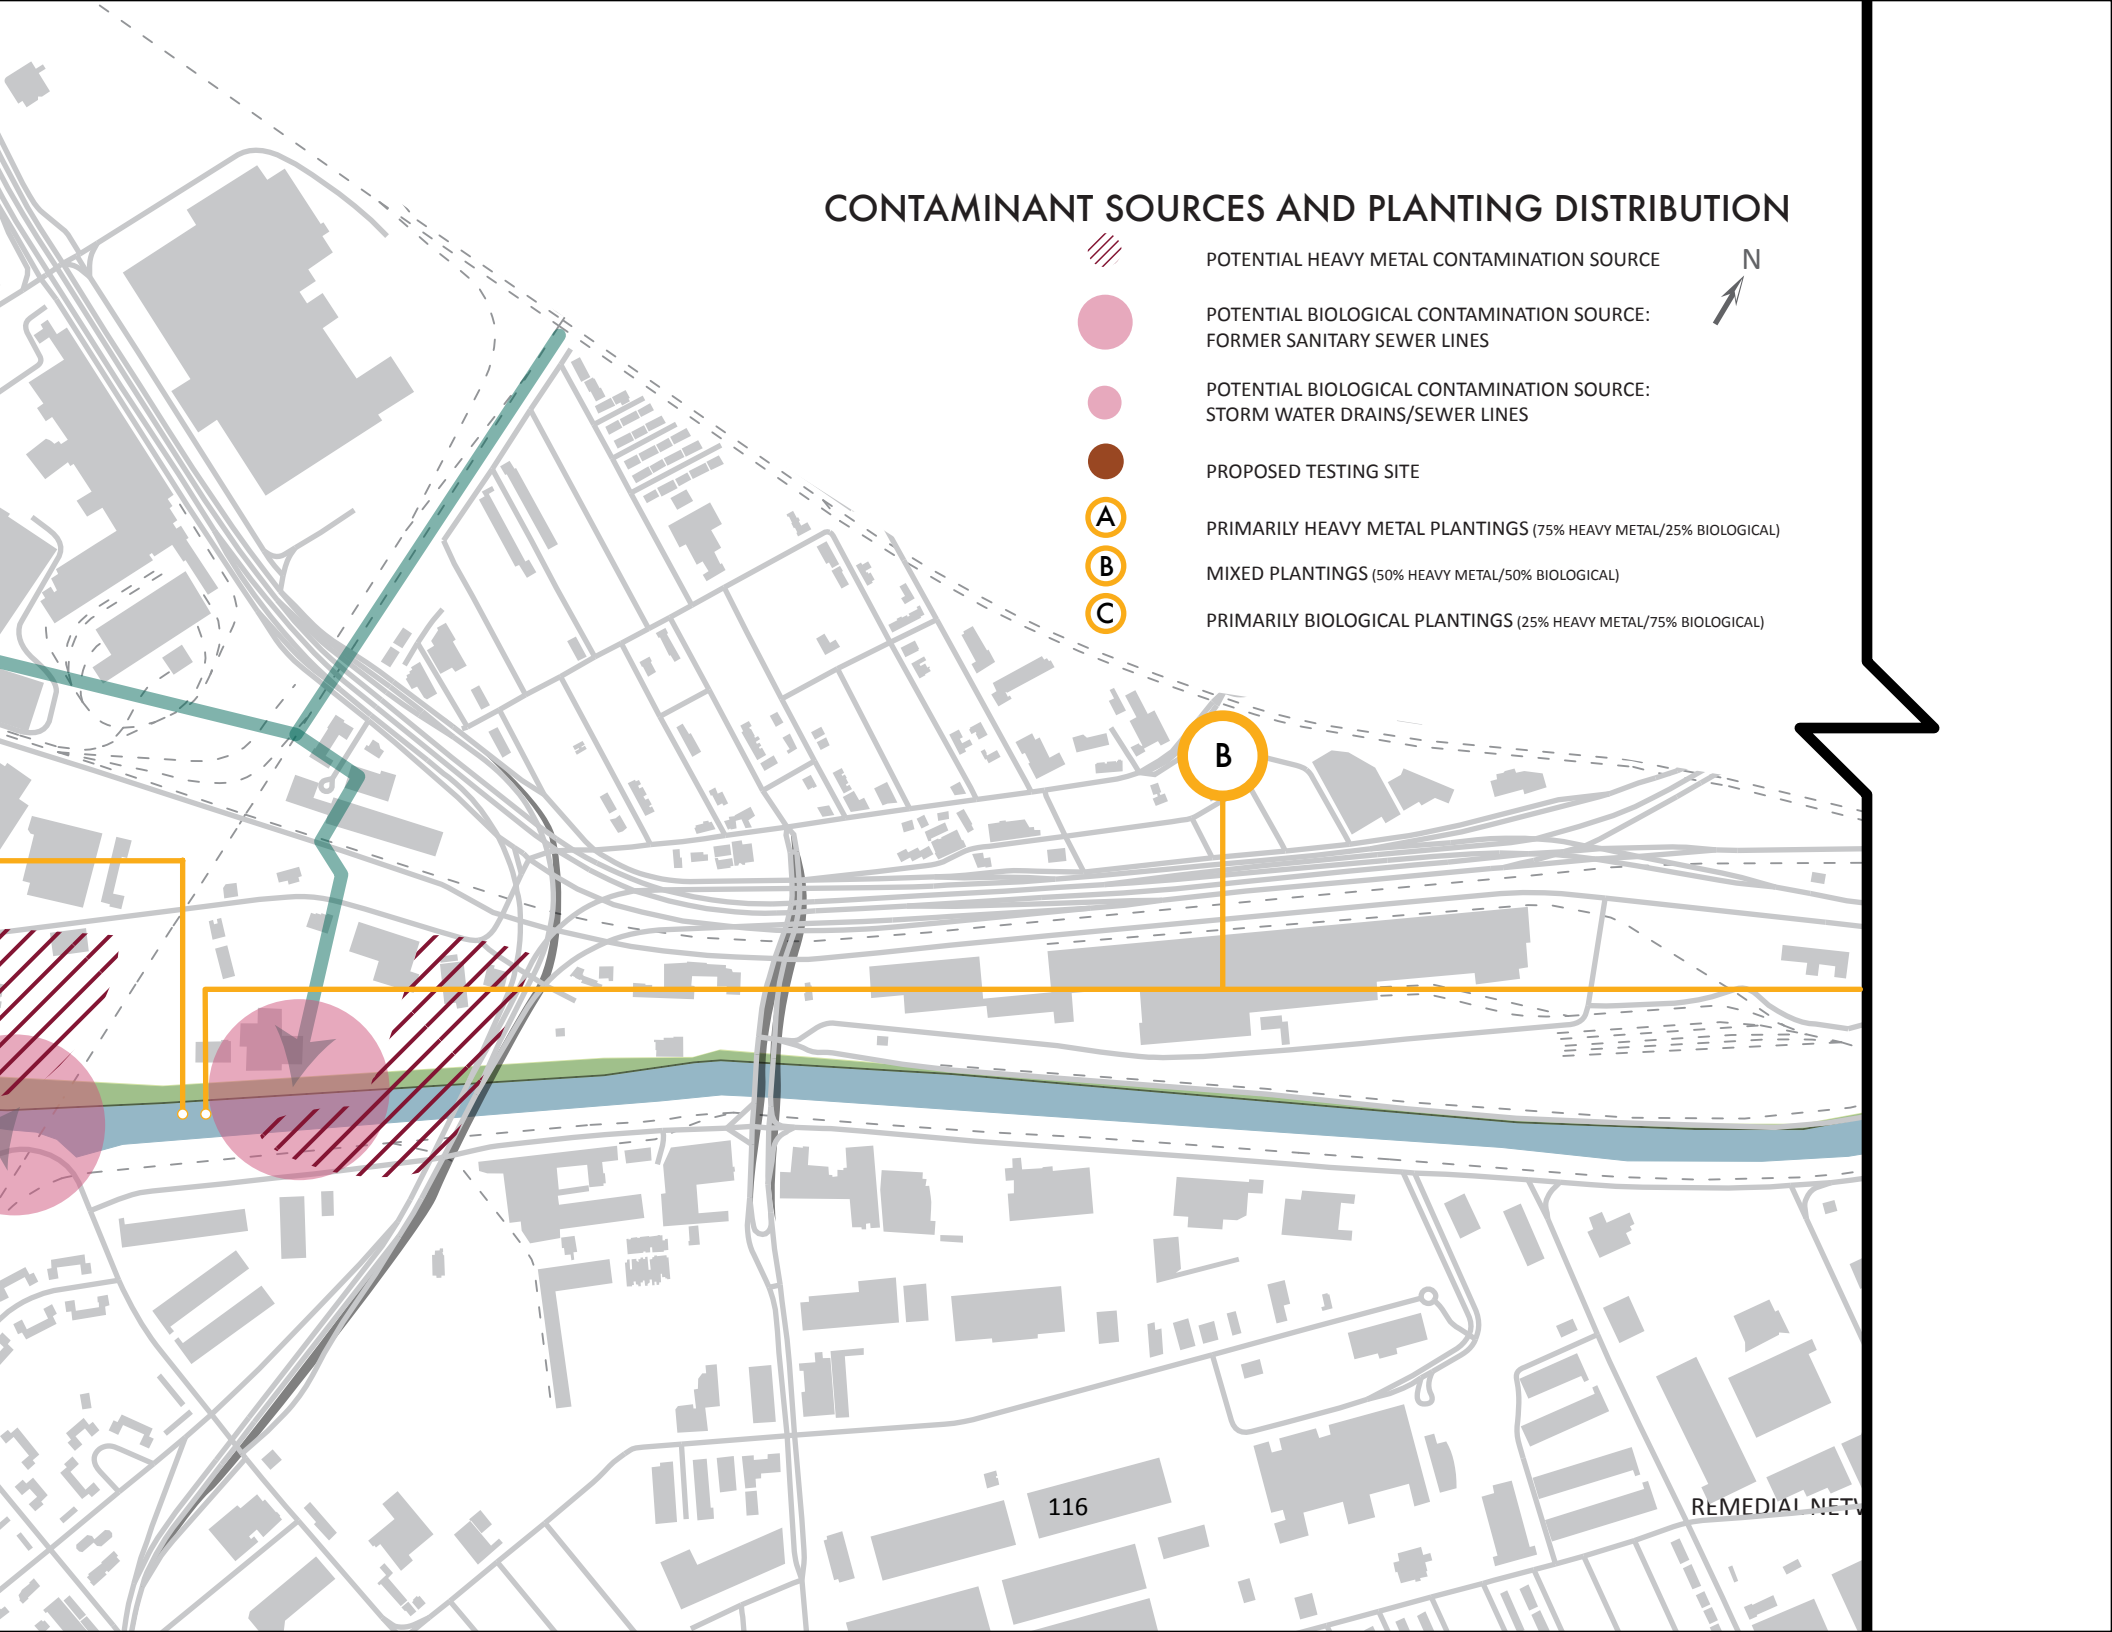 CONTAMINANT SOURCES AND PLANTING DISTRIBUTION
POTENTIAL HEAVY METAL CONTAMINATION SOURCE
N
POTENTIAL BIOLOGICAL CONTAMINATION SOURCE:
FORMER SANITARY SEWER LINES
POTENTIAL BIOLOGICAL CONTAMINATION SOURCE:
STORM WATER DRAINS/SEWER LINES
PROPOSED TESTING SITE
A PRIMARILY HEAVY METAL PLANTINGS (75% HEAVY METAL/25% BIOLOGICAL)
B MIXED PLANTINGS (50% HEAVY METAL/50% BIOLOGICAL)
C PRIMARILY BIOLOGICAL PLANTINGS (25% HEAVY METAL/75% BIOLOGICAL)
B
116 REMEDIAL